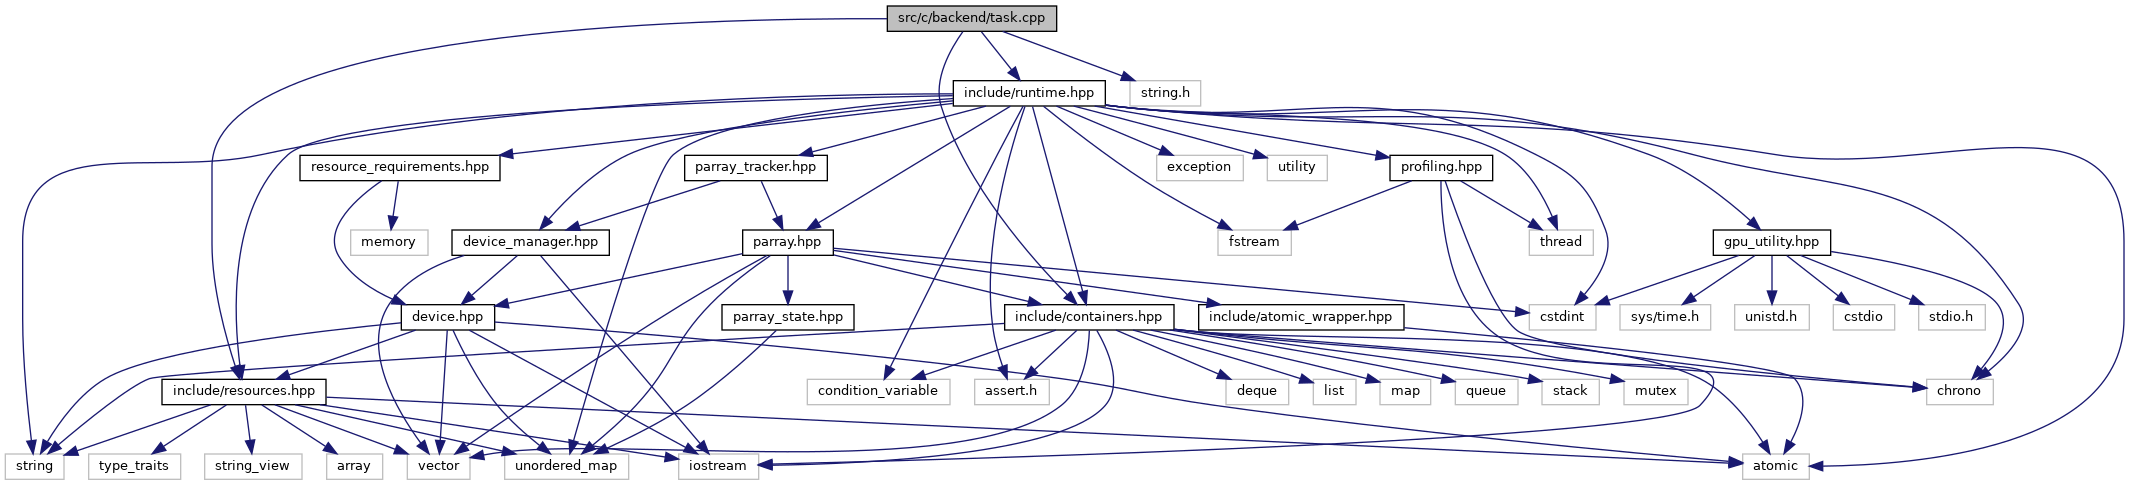 src/c/backend/task.cpp
include/runtime.hpp
string.h
resource_requirements.hpp
parray_tracker.hpp
exception
utility
profiling.hpp
memory
device_manager.hpp
parray.hpp
fstream
thread
gpu_utility.hpp
device.hpp
parray_state.hpp
include/containers.hpp
include/atomic_wrapper.hpp
cstdint
sys/time.h
unistd.h
cstdio
stdio.h
include/resources.hpp
condition_variable
assert.h
deque
list
map
queue
stack
mutex
chrono
string
type_traits
string_view
array
vector
unordered_map
iostream
atomic